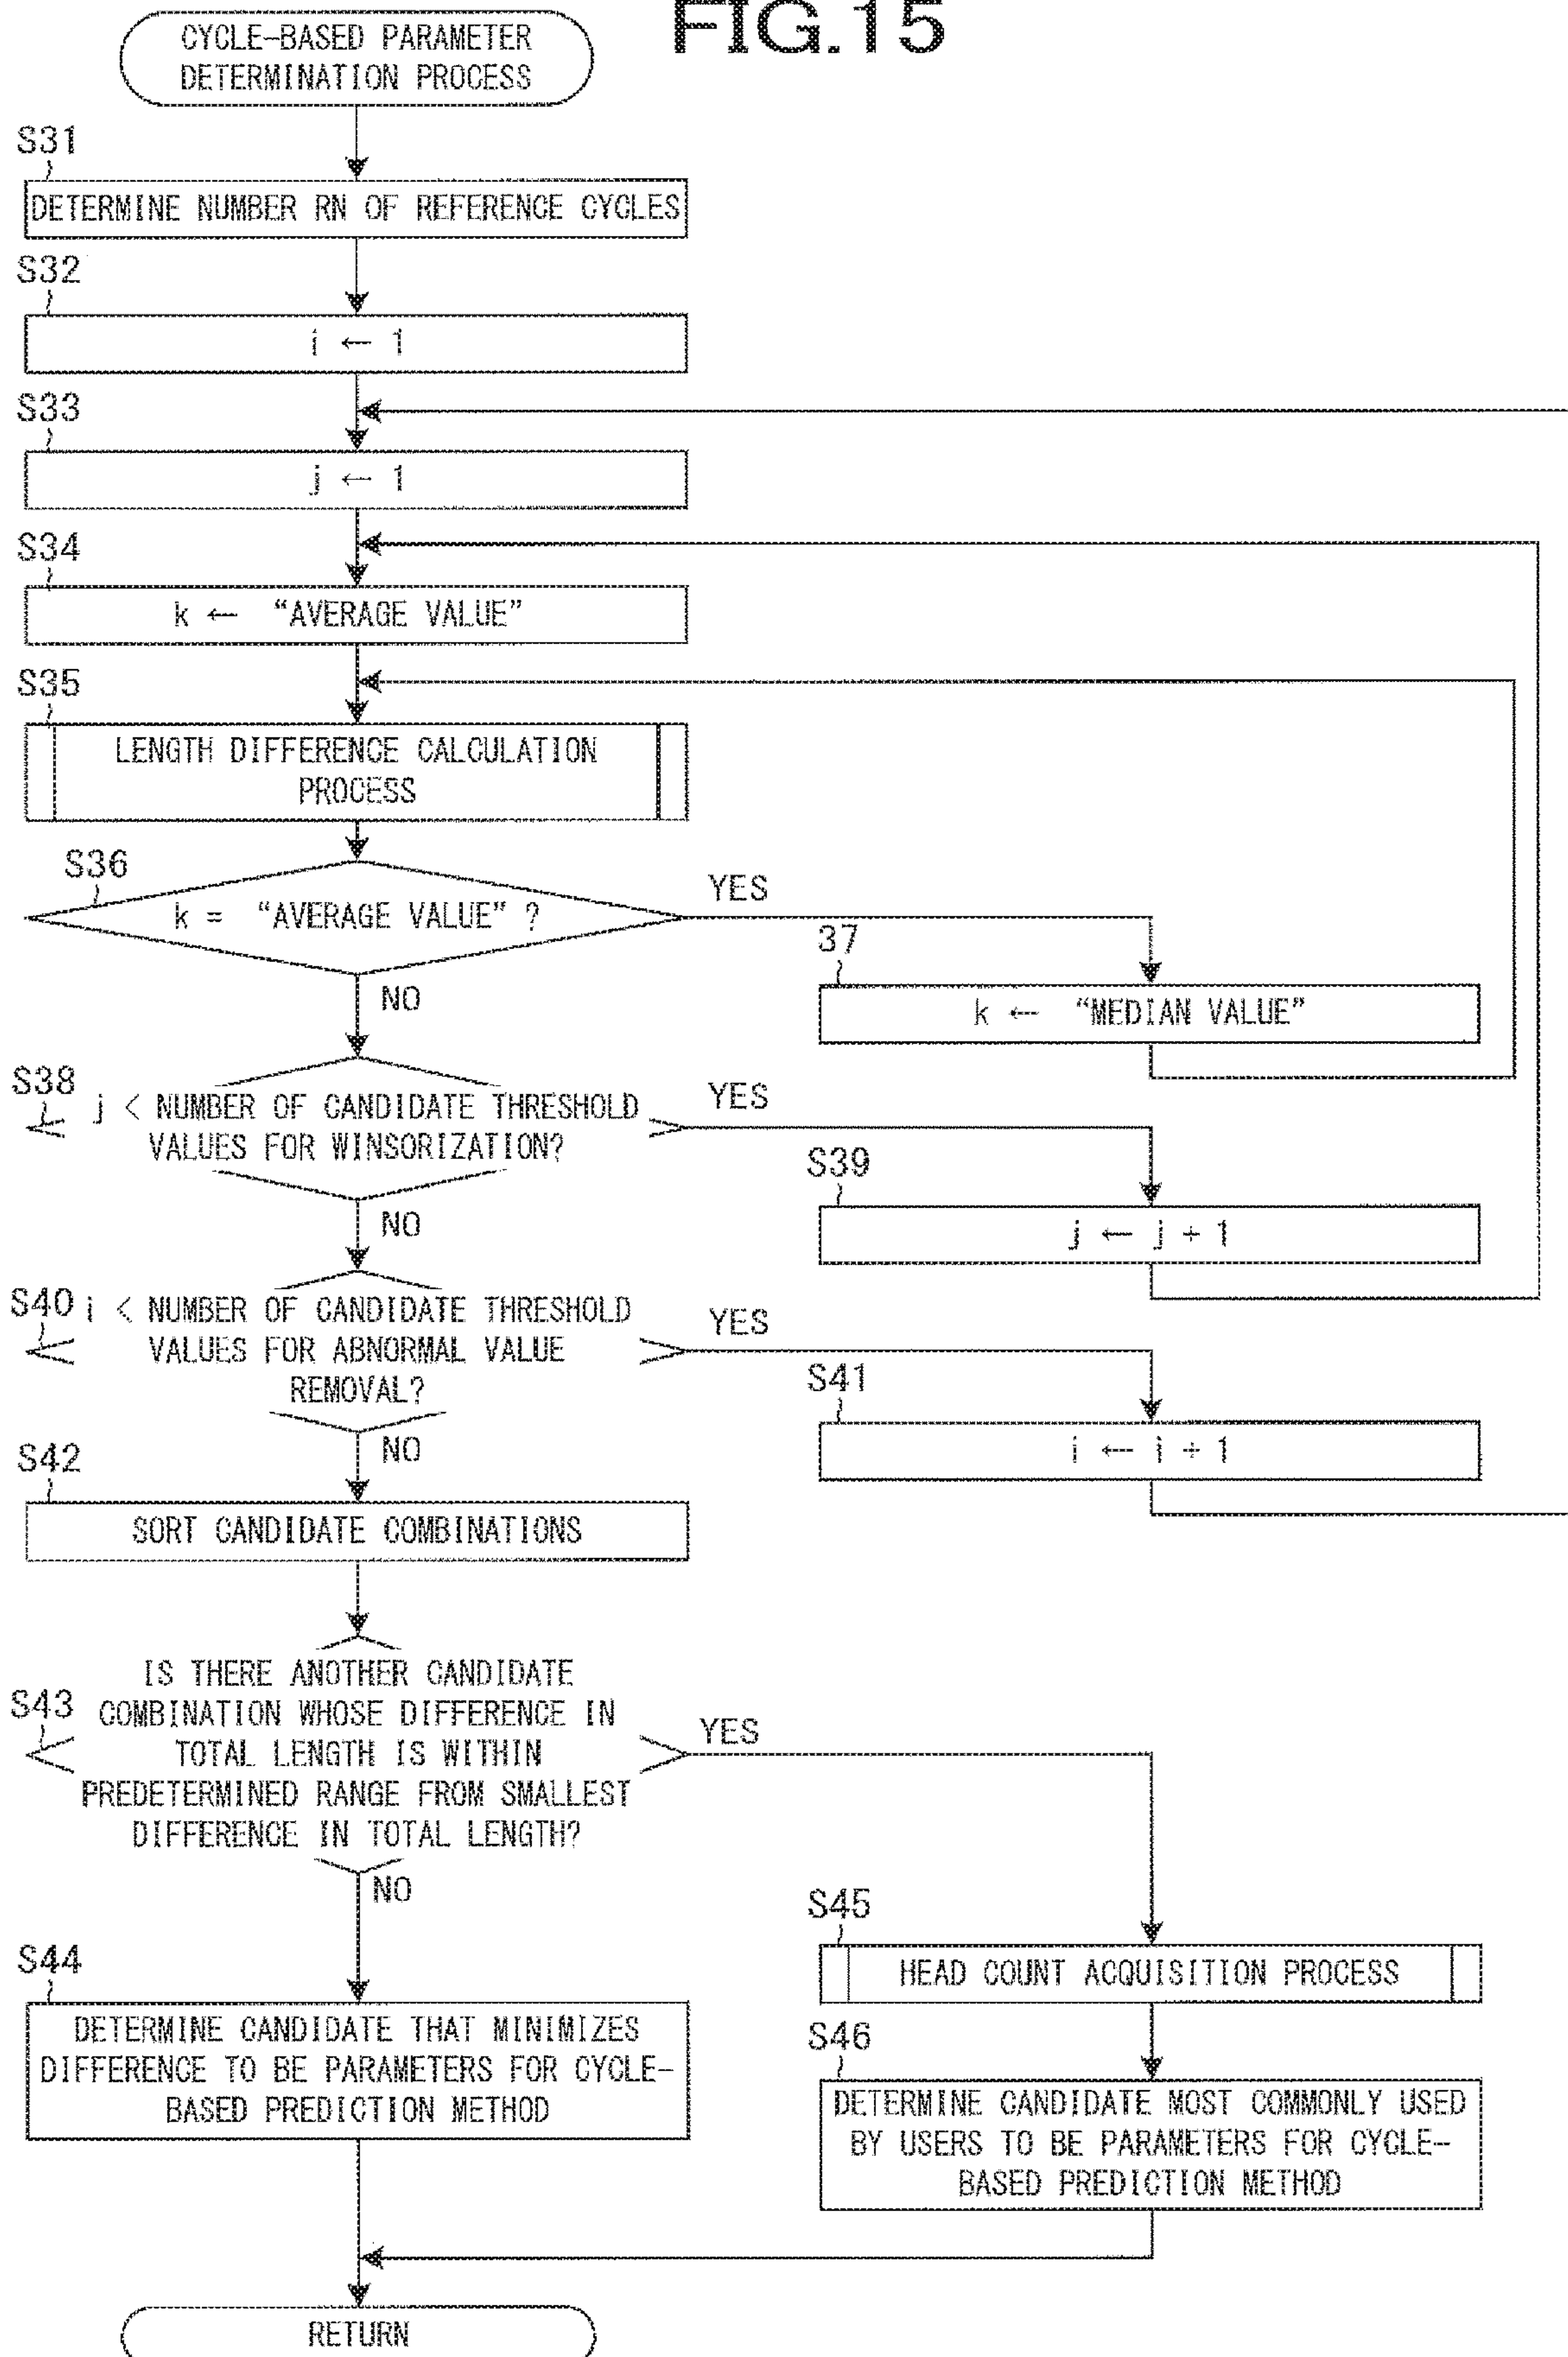 FIG.15
CYCLE-BASED PARAMETER
DETERMINATION PROCESS
S31
DETERMINE NUMBER RN OF REFERENCE CYCLES
S32
i ← 1
S33
j ← 1
S34
k ← “AVERAGE VALUE”
S35
LENGTH DIFFERENCE CALCULATION
PROCESS
S36
k = “AVERAGE VALUE” ?
YES
NO
37
k ← “MEDIAN VALUE”
S38
j < NUMBER OF CANDIDATE THRESHOLD
VALUES FOR WINSORIZATION?
YES
NO
S39
j ← j + 1
S40
i < NUMBER OF CANDIDATE THRESHOLD
VALUES FOR ABNORMAL VALUE
REMOVAL?
YES
NO
S41
i ← i + 1
S42
SORT CANDIDATE COMBINATIONS
S43
IS THERE ANOTHER CANDIDATE
COMBINATION WHOSE DIFFERENCE IN
TOTAL LENGTH IS WITHIN
PREDETERMINED RANGE FROM SMALLEST
DIFFERENCE IN TOTAL LENGTH?
YES
NO
S44
DETERMINE CANDIDATE THAT MINIMIZES
DIFFERENCE TO BE PARAMETERS FOR CYCLE-
BASED PREDICTION METHOD
S45
HEAD COUNT ACQUISITION PROCESS
S46
DETERMINE CANDIDATE MOST COMMONLY USED
BY USERS TO BE PARAMETERS FOR CYCLE-
BASED PREDICTION METHOD
RETURN